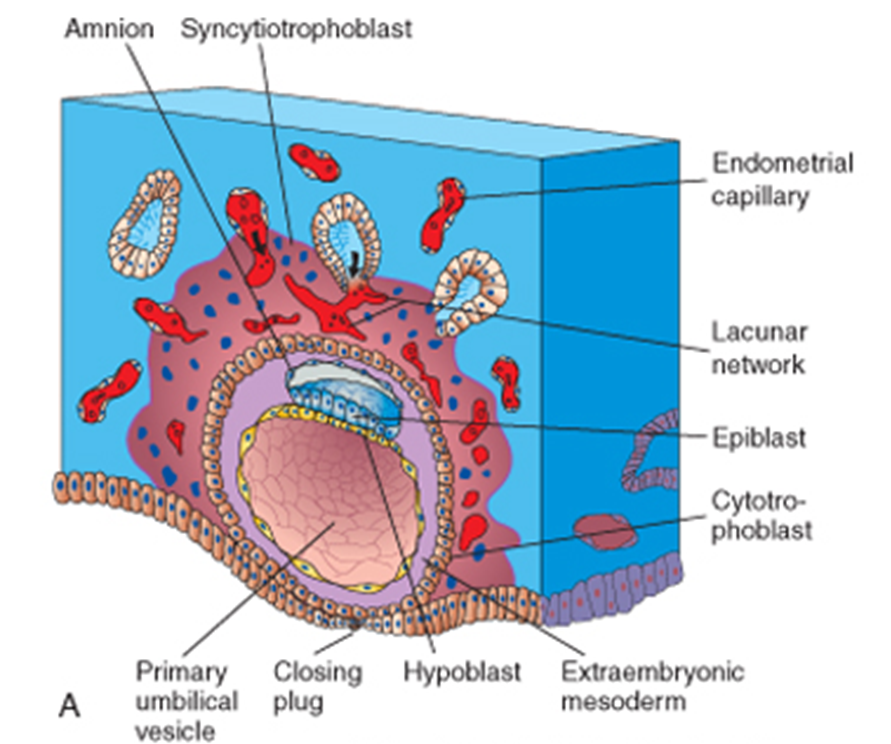 Amnion
Syncytiotrophoblast
Endometrial
capillary
Lacunar
network
Epiblast
Cytotro-
phoblast
Primary
umbilical
vesicle
Closing
plug
Hypoblast
Extraembryonic
mesoderm
A